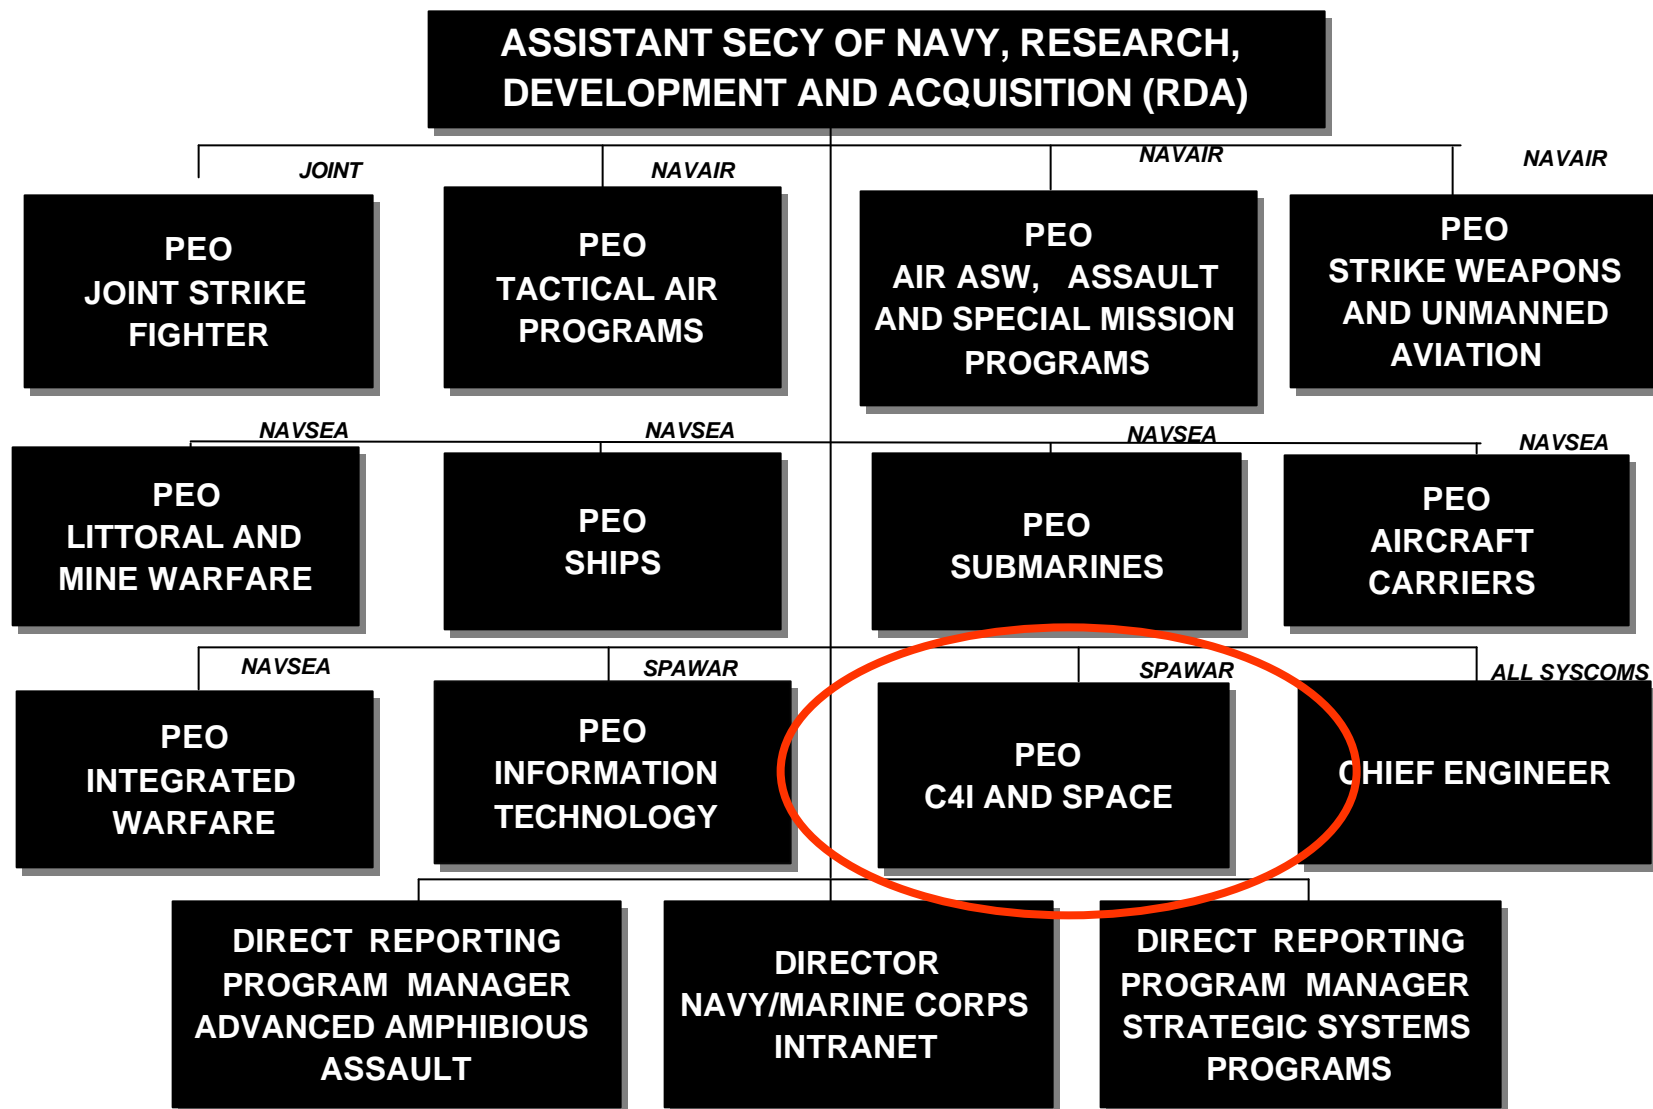 ASSISTANT SECY OF NAVY, RESEARCH,
DEVELOPMENT AND ACQUISITION (RDA)
JOINT
PEO
JOINT STRIKE
FIGHTER
NAVAIR
PEO
TACTICAL AIR
PROGRAMS
NAVAIR
PEO
AIR ASW, ASSAULT
AND SPECIAL MISSION
PROGRAMS
NAVAIR
PEO
STRIKE WEAPONS
AND UNMANNED
AVIATION
NAVSEA
PEO
LITTORAL AND
MINE WARFARE
NAVSEA
PEO
SHIPS
NAVSEA
PEO
SUBMARINES
NAVSEA
PEO
AIRCRAFT
CARRIERS
NAVSEA
PEO
INTEGRATED
WARFARE
SPAWAR
PEO
INFORMATION
TECHNOLOGY
SPAWAR
PEO
C4I AND SPACE
ALL SYSCOMS
CHIEF ENGINEER
DIRECT REPORTING
PROGRAM MANAGER
ADVANCED AMPHIBIOUS
ASSAULT
DIRECTOR
NAVY/MARINE CORPS
INTRANET
DIRECT REPORTING
PROGRAM MANAGER
STRATEGIC SYSTEMS
PROGRAMS